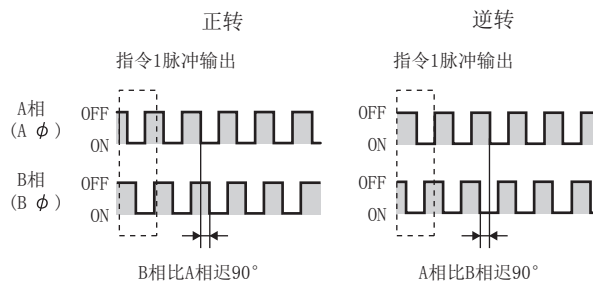 正转
逆转
指令1脉冲输出
指令1脉冲输出
A相
(A φ)
OFF
ON
OFF
ON
B相
(B φ)
OFF
ON
OFF
ON
B相比A相迟90°
A相比B相迟90°